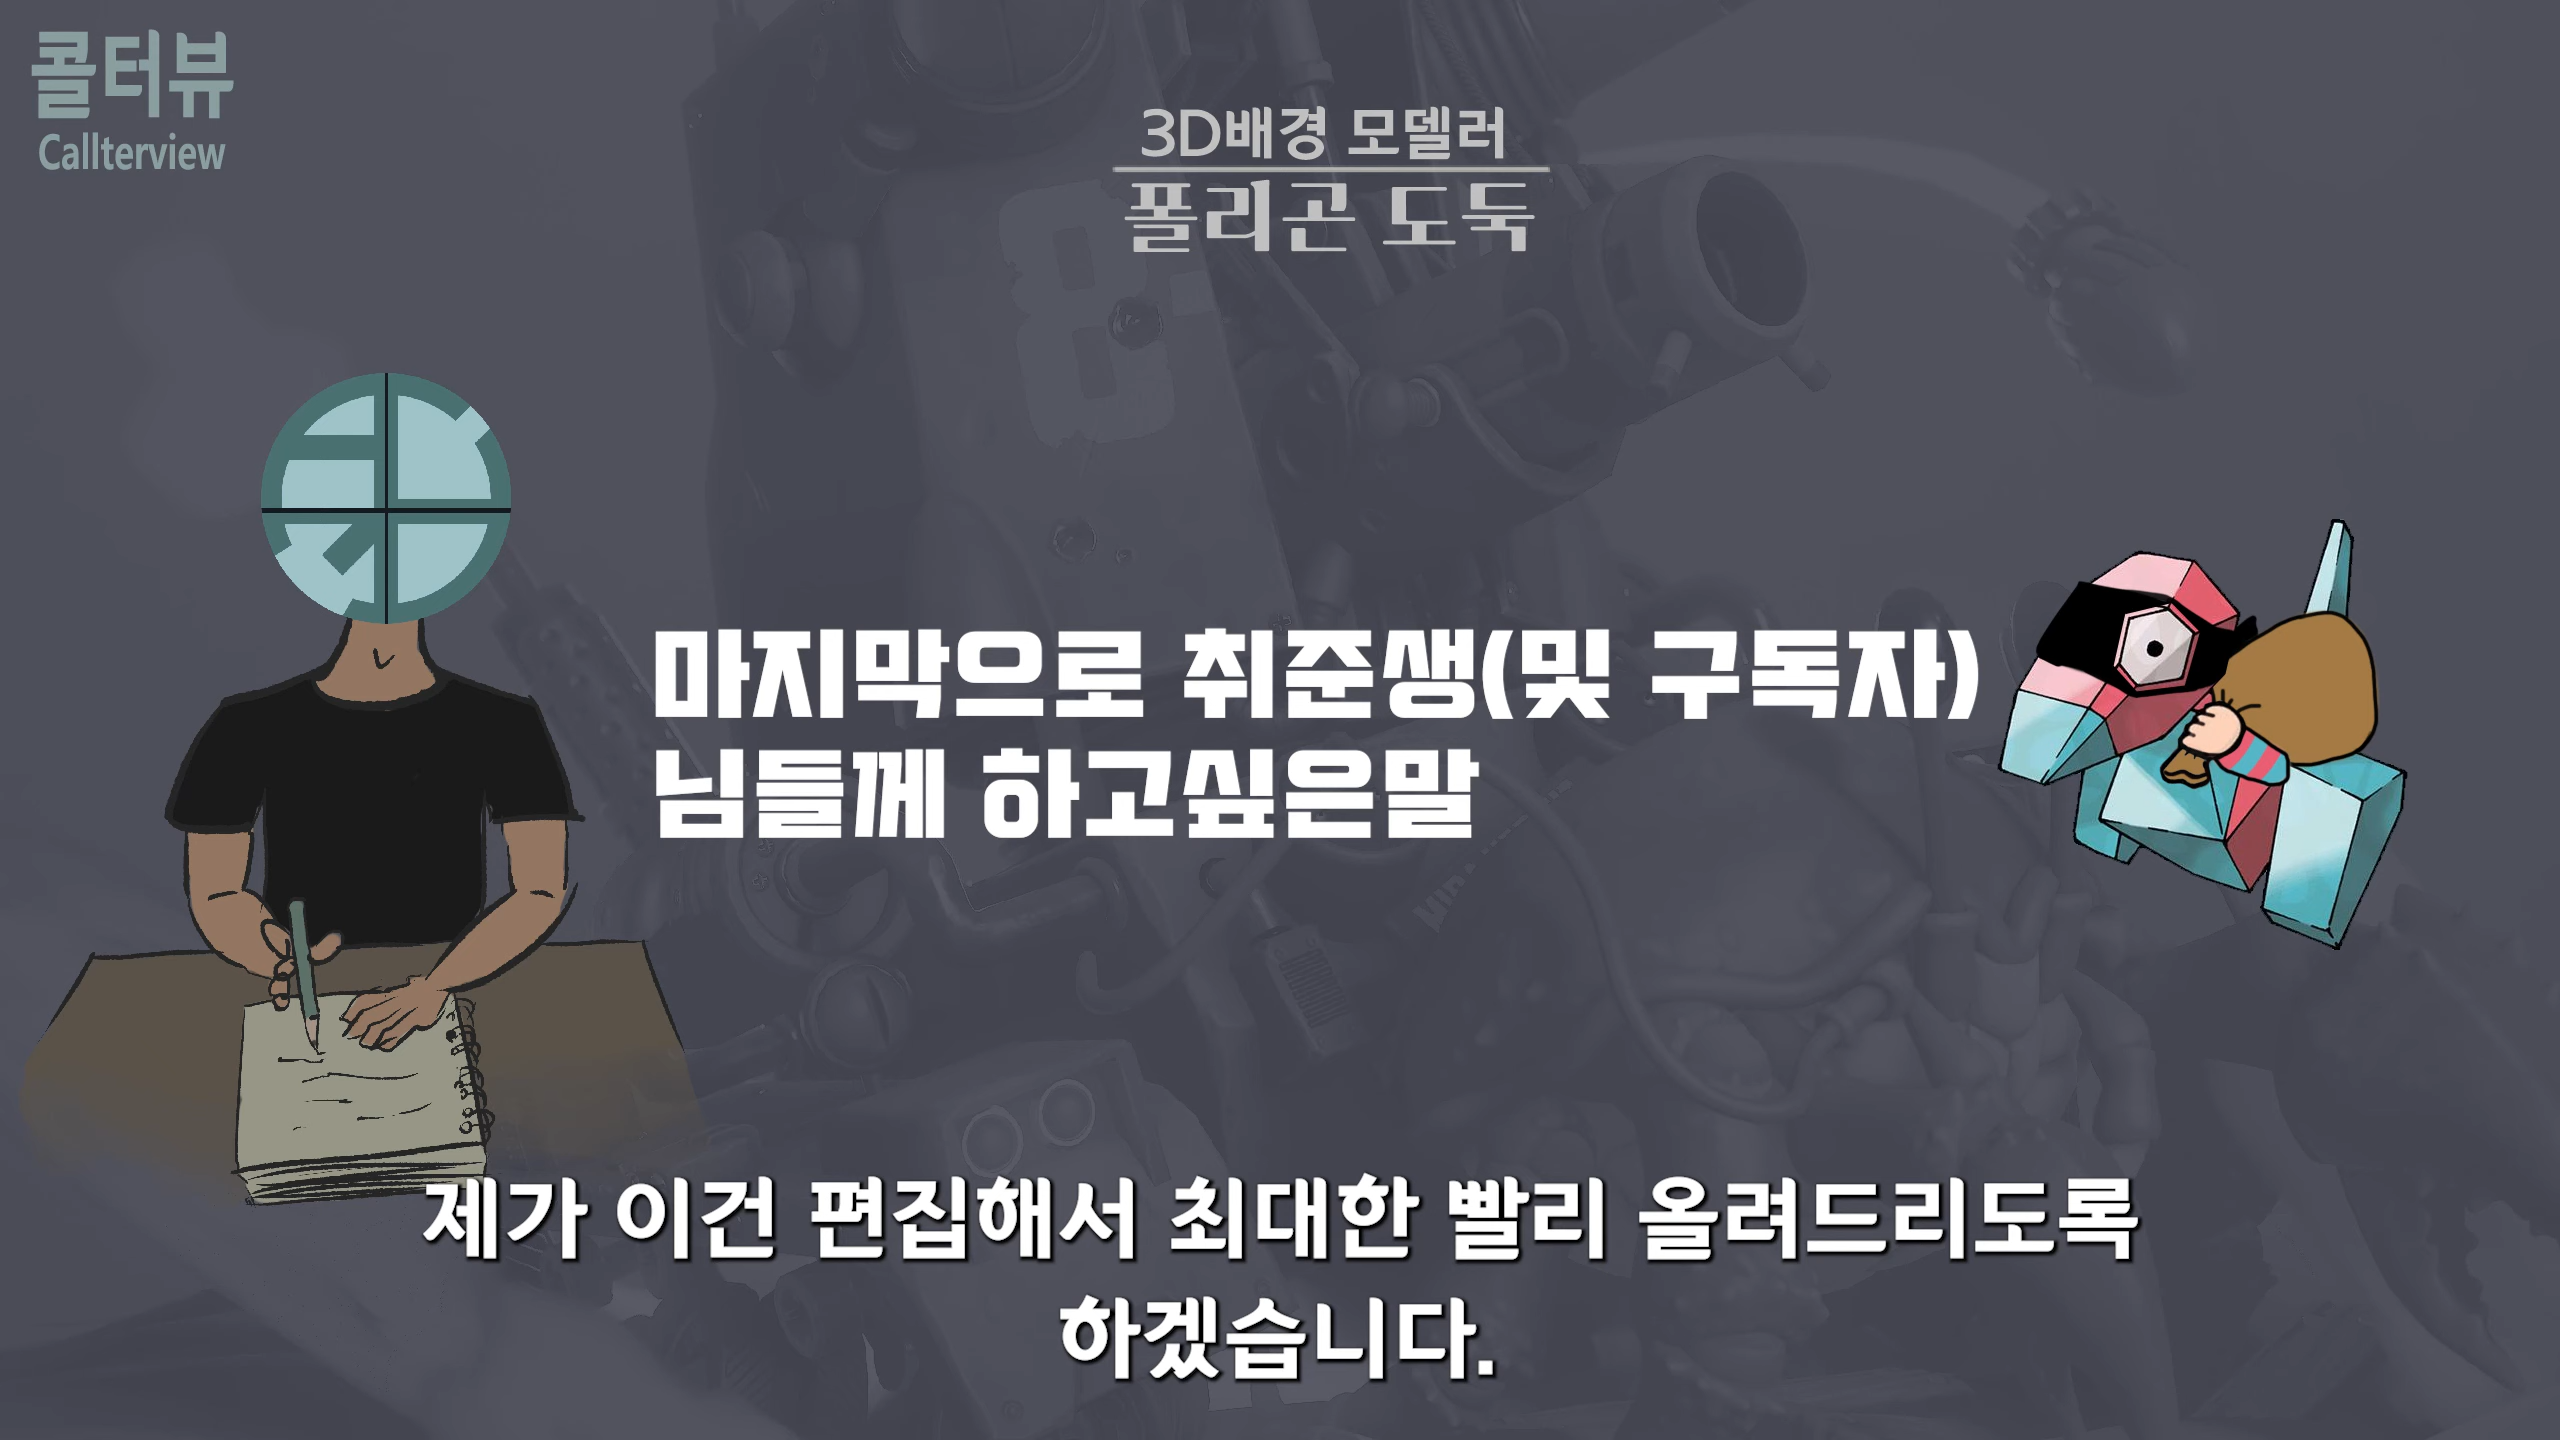 콜터뷰
Callterview
3D배경 모델러
폴리곤 도둑
마지막으로 취준생(및 구독자)
님들께 하고싶은말
제가 이건 편집해서 최대한 빨리 올려드리도록
하겠습니다.